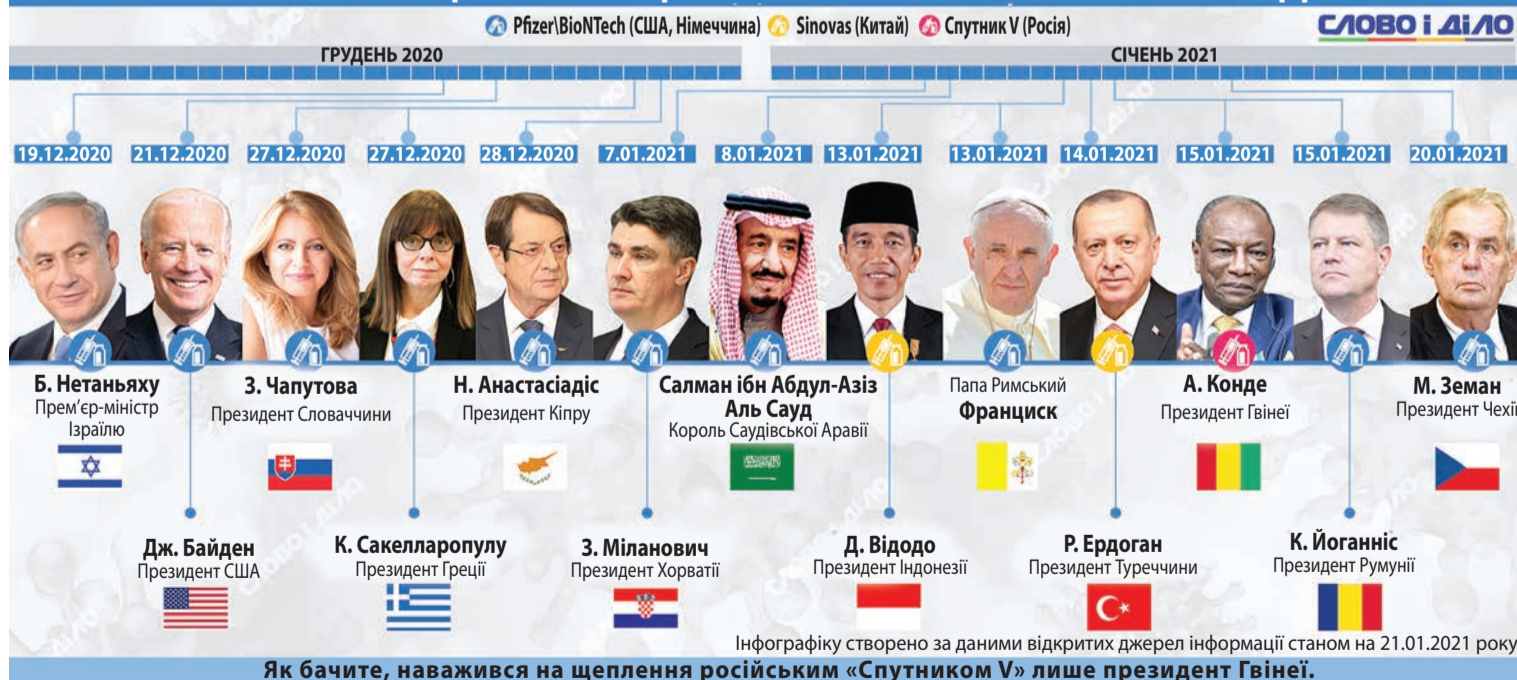 Pfizer\BioNTech (США, Німеччина) Sinovas (Китай) Спутник V (Росія)
СЛОВО і ДІЛО
ГРУДЕНЬ 2020
СІЧЕНЬ 2021
19.12.2020 21.12.2020 27.12.2020 27.12.2020 28.12.2020 7.01.2021 8.01.2021 13.01.2021 13.01.2021 14.01.2021 15.01.2021 15.01.2021 20.01.2021
Б. Нетаньяху
Прем’єр-міністр
Ізраїлю
Дж. Байден
Президент США
З. Чапутова
Президент Словаччини
К. Сакелларопулу
Президент Греції
Н. Анастасіадіс
Президент Кіпру
З. Міланович
Президент Хорватії
Салман ібн Абдул-Азіз
Аль Сауд
Король Саудівської Аравії
Д. Відодо
Президент Індонезії
Папа Римський
Франциск
Р. Ердоган
Президент Туреччини
А. Конде
Президент Гвінеї
К. Йоганніс
Президент Румунії
М. Земан
Президент Чехії
Інфографіку створено за даними відкритих джерел інформації станом на 21.01.2021 року
Як бачите, наважився на щеплення російським «Спутником V» лише президент Гвінеї.